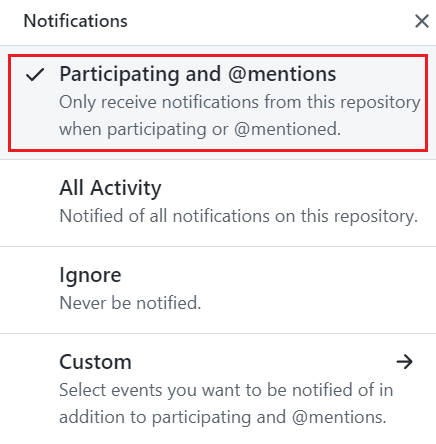 Notifications
Participating and @mentions
Only receive notifications from this repository
when participating or @mentioned.
All Activity
Notified of all notifications on this repository.
Ignore
Never be notified.
Custom
Select events you want to be notified of in
addition to participating and @mentions.